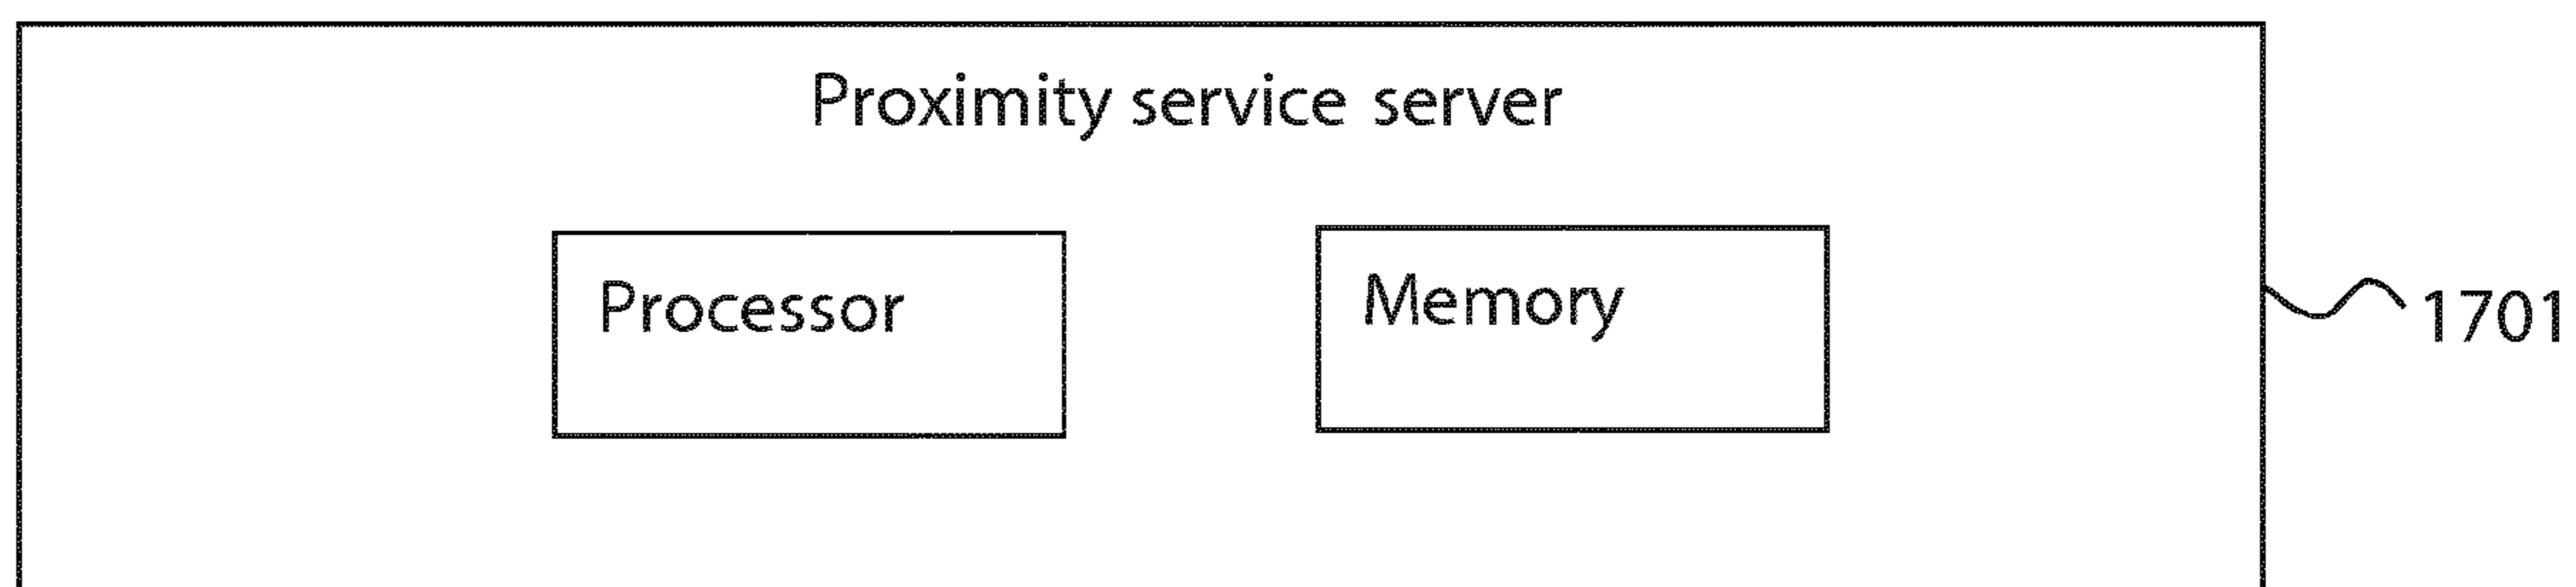 Proximity service server
Processor
Memory
1701